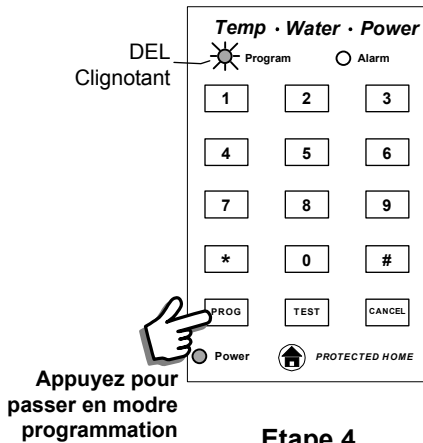 Temp · Water · Power
DEL
Clignotant
Program
Alarm
1 2 3
4 5 6
7 8 9
* 0 #
PROG TEST CANCEL
Power
PROTECTED HOME
Appuyez pour
passer en modre
programmation
Etape 4